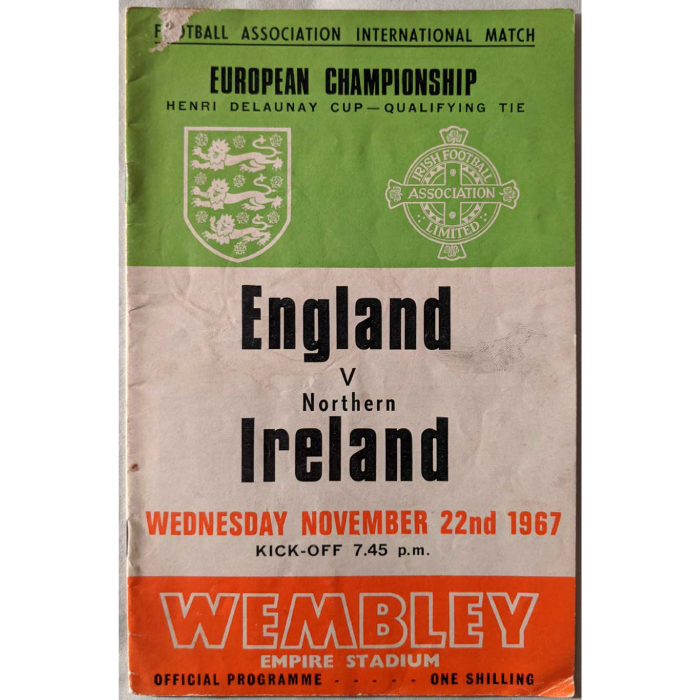 FOOTBALL ASSOCIATION INTERNATIONAL MATCH
EUROPEAN CHAMPIONSHIP
HENRI DELAUNAY CUP — QUALIFYING TIE
IRISH FOOTBALL
ASSOCIATION
LIMITED
England
V
Northern
Ireland
WEDNESDAY NOVEMBER 22nd 1967
KICK-OFF 7.45 p.m.
WEMBLEY
EMPIRE STADIUM
OFFICIAL PROGRAMME - - - - - ONE SHILLING